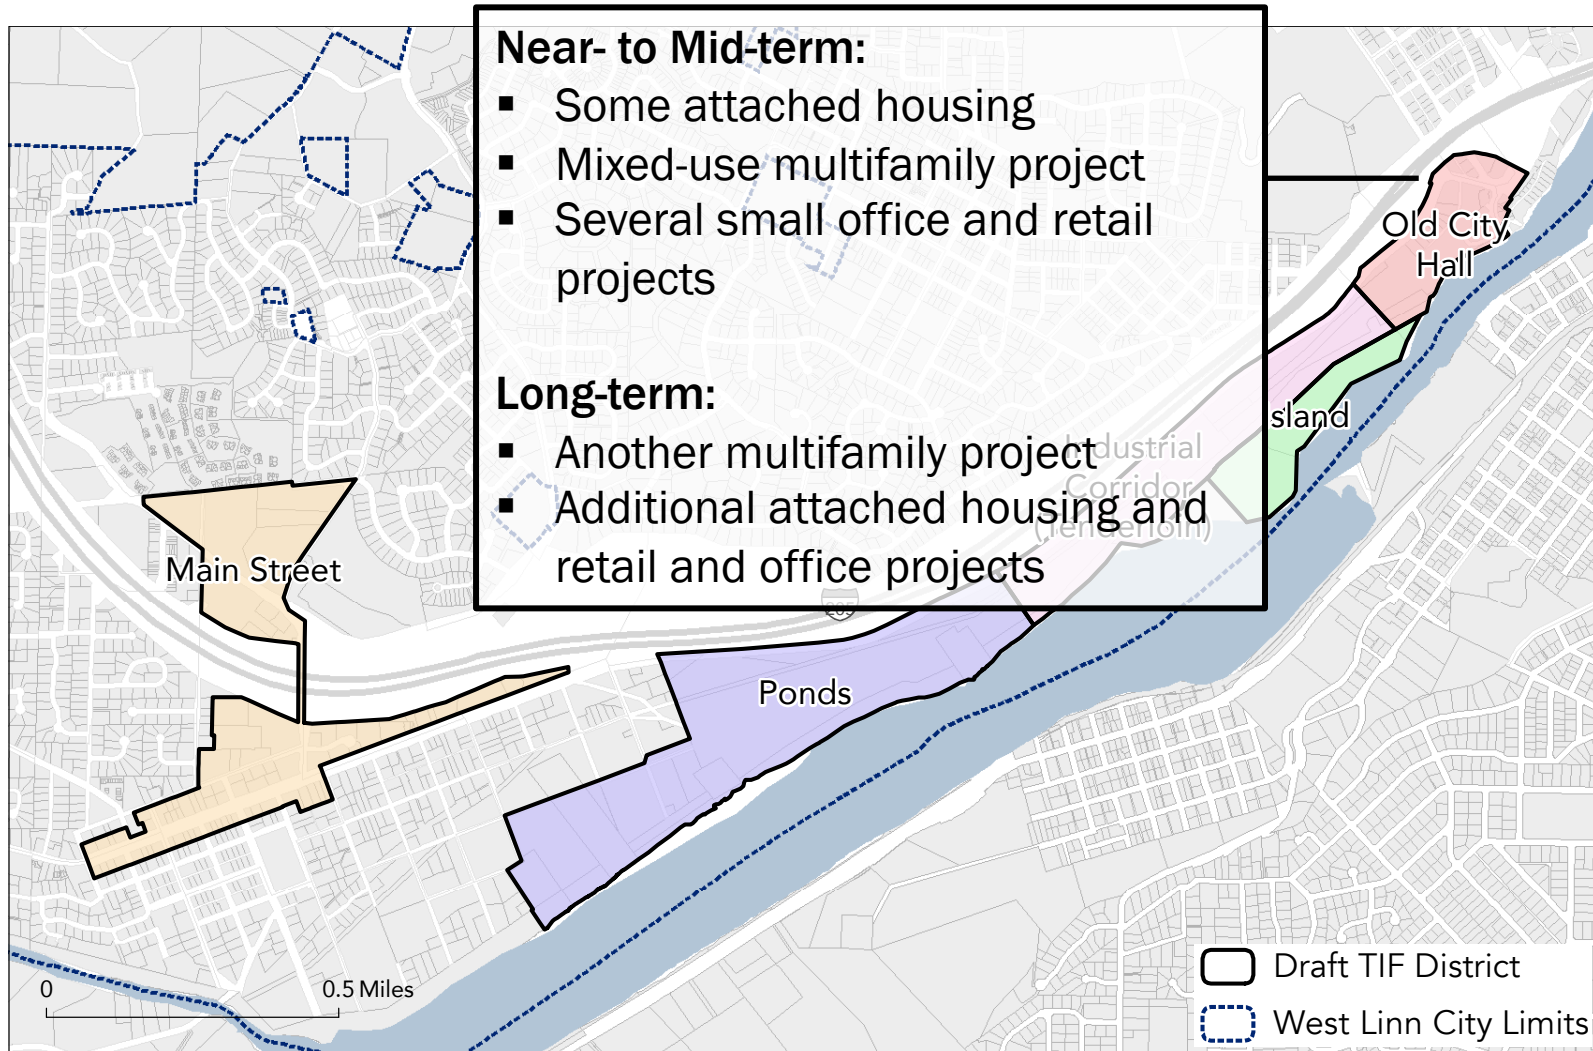 Near- to Mid-term:
▪ Some attached housing
▪ Mixed-use multifamily project
▪ Several small office and retail
projects
Long-term:
▪ Another multifamily project
▪ Additional attached housing and
retail and office projects
Old City
Hall
sland
Industrial
Corridor
(Tenderloin)
Main Street
205
Ponds
0
0.5 Miles
Draft TIF District
West Linn City Limits